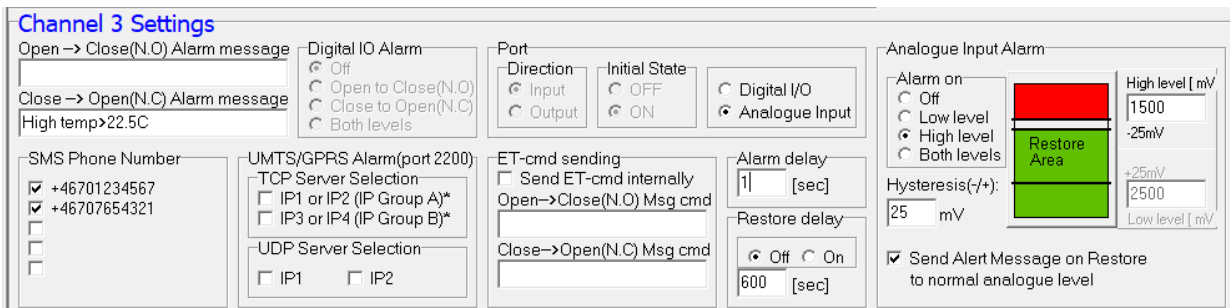 Channel 3 Settings
Open --> Close(N.O) Alarm message
Close --> Open(N.C) Alarm message
High temp>22.5C
Digital IO Alarm
Off
Open to Close(N.O)
Close to Open(N.C)
Both levels
Port
Direction
Input
Output
Initial State
OFF
ON
Digital I/O
Analogue Input
Analogue Input Alarm
Alarm on
Off
Low level
High level
Both levels
Hysteresis(-/+):
25 mV
Restore
Area
High level [ mV
1500
-25mV
+25mV
2500
Low level [ mV
Send Alert Message on Restore
to normal analogue level
SMS Phone Number
+46701234567
+46707654321
UMTS/GPRS Alarm(port 2200)
TCP Server Selection
IP1 or IP2 (IP Group A)*
IP3 or IP4 (IP Group B)*
UDP Server Selection
IP1 IP2
ET-cmd sending
Send ET-cmd internally
Open-->Close(N.O) Msg cmd
Close-->Open(N.C) Msg cmd
Alarm delay
1 [sec]
Restore delay
Off On
600 [sec]